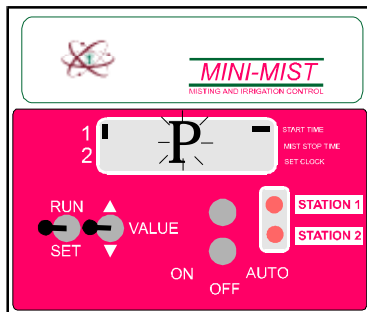 MINI-MIST
MISTING AND IRRIGATION CONTROL
1
2
P
START TIME
MIST STOP TIME
SET CLOCK
RUN
SET
VALUE
ON
OFF
AUTO
STATION 1
STATION 2